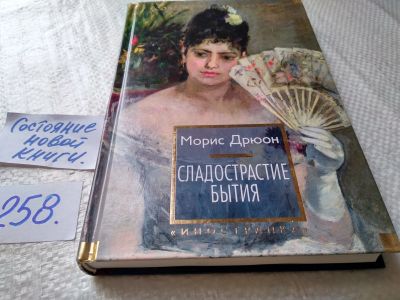 Состояние
новой
книги.
258.
Морис Дрюон
СЛАДОСТРАСТИЕ
БЫТИЯ
«ИНОСТРАНКА»